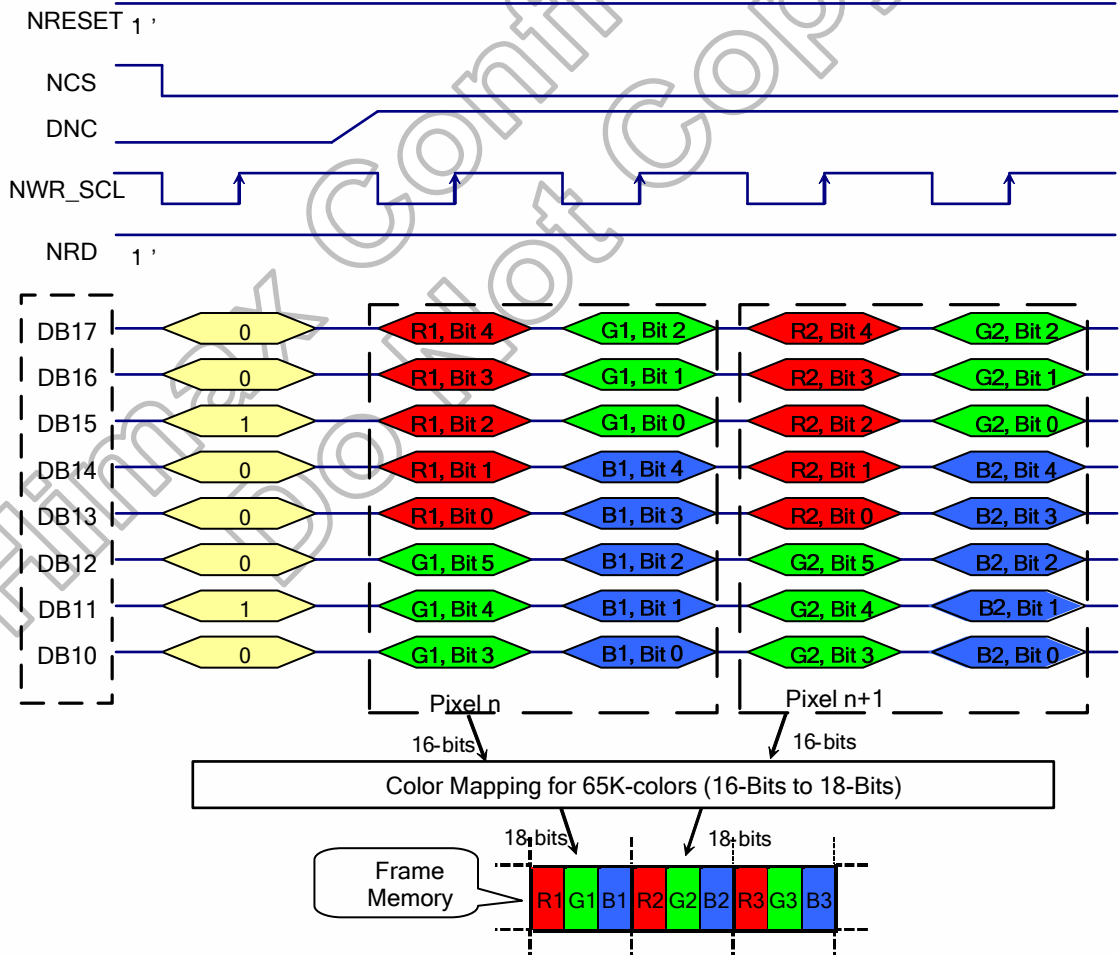 NRESET 1 '
NCS
DNC
NWR_SCL
NRD 1 '
DB17 0 R1, Bit 4 G1, Bit 2 R2, Bit 4 G2, Bit 2
DB16 0 R1, Bit 3 G1, Bit 1 R2, Bit 3 G2, Bit 1
DB15 1 R1, Bit 2 G1, Bit 0 R2, Bit 2 G2, Bit 0
DB14 0 R1, Bit 1 B1, Bit 4 R2, Bit 1 B2, Bit 4
DB13 0 R1, Bit 0 B1, Bit 3 R2, Bit 0 B2, Bit 3
DB12 0 G1, Bit 5 B1, Bit 2 G2, Bit 5 B2, Bit 2
DB11 1 G1, Bit 4 B1, Bit 1 G2, Bit 4 B2, Bit 1
DB10 0 G1, Bit 3 B1, Bit 0 G2, Bit 3 B2, Bit 0
Pixel n Pixel n+1
16-bits 16-bits
Color Mapping for 65K-colors (16-Bits to 18-Bits)
18-bits 18-bits
Frame
Memory
R1 G1 B1 R2 G2 B2 R3 G3 B3
Himax
Do Not